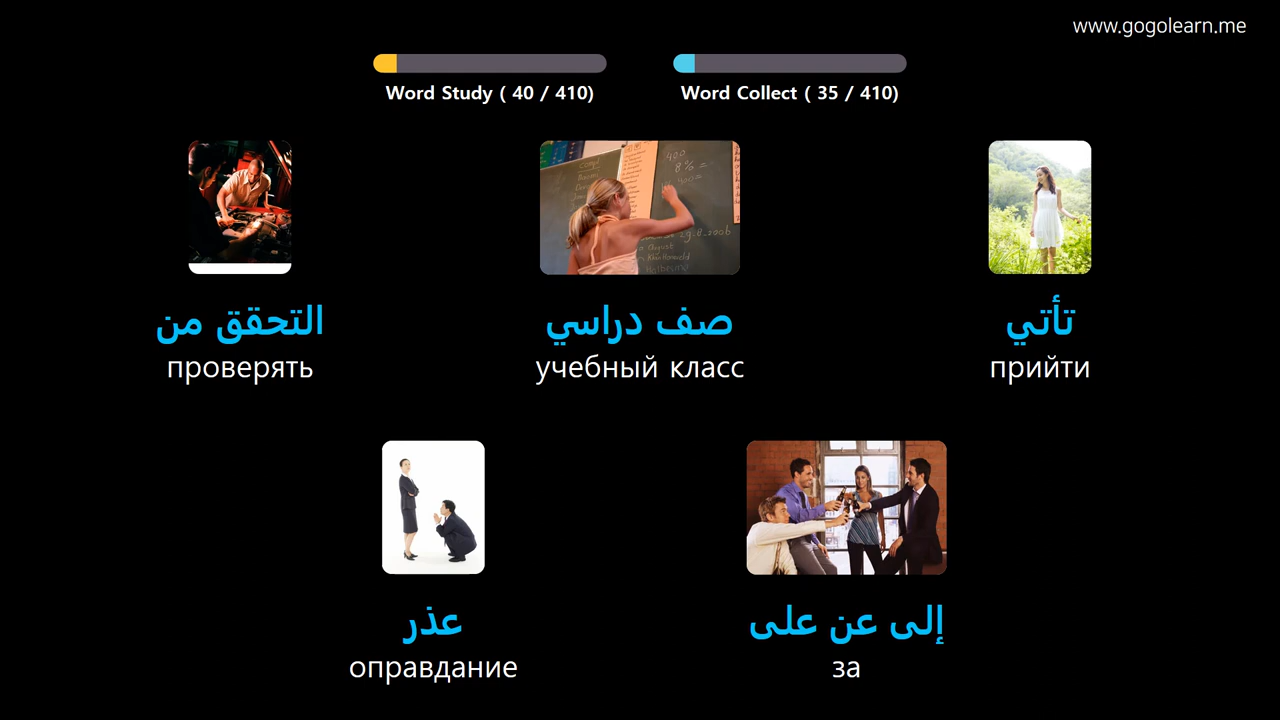 www.gogolearn.me
Word Study ( 40 / 410)
Word Collect ( 35 / 410)
التحقق من
проверять
صف دراسي
учебный класс
تأتي
прийти
عذر
оправдание
إلى عن على
за